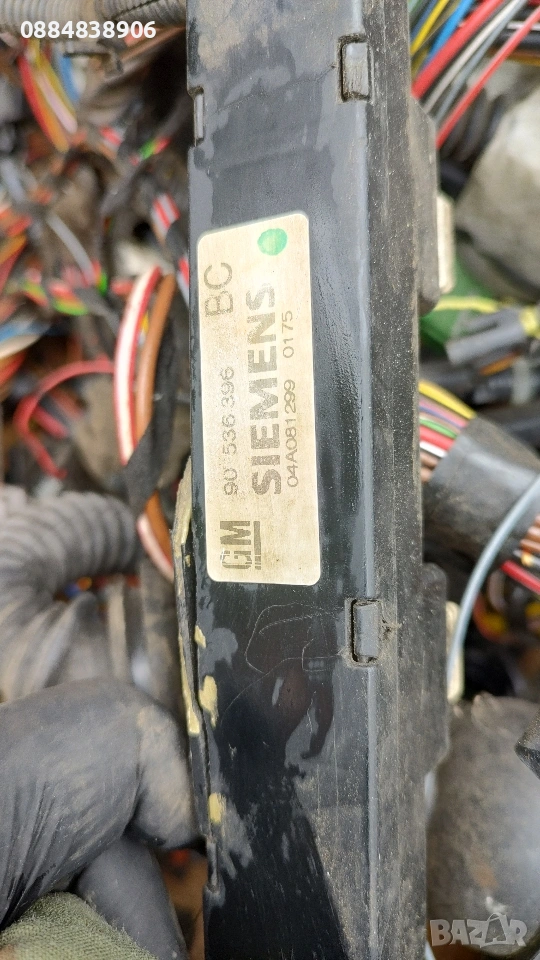 0884838906
GM
90 536 396 BC
SIEMENS
04A081299 0175
BAZAR